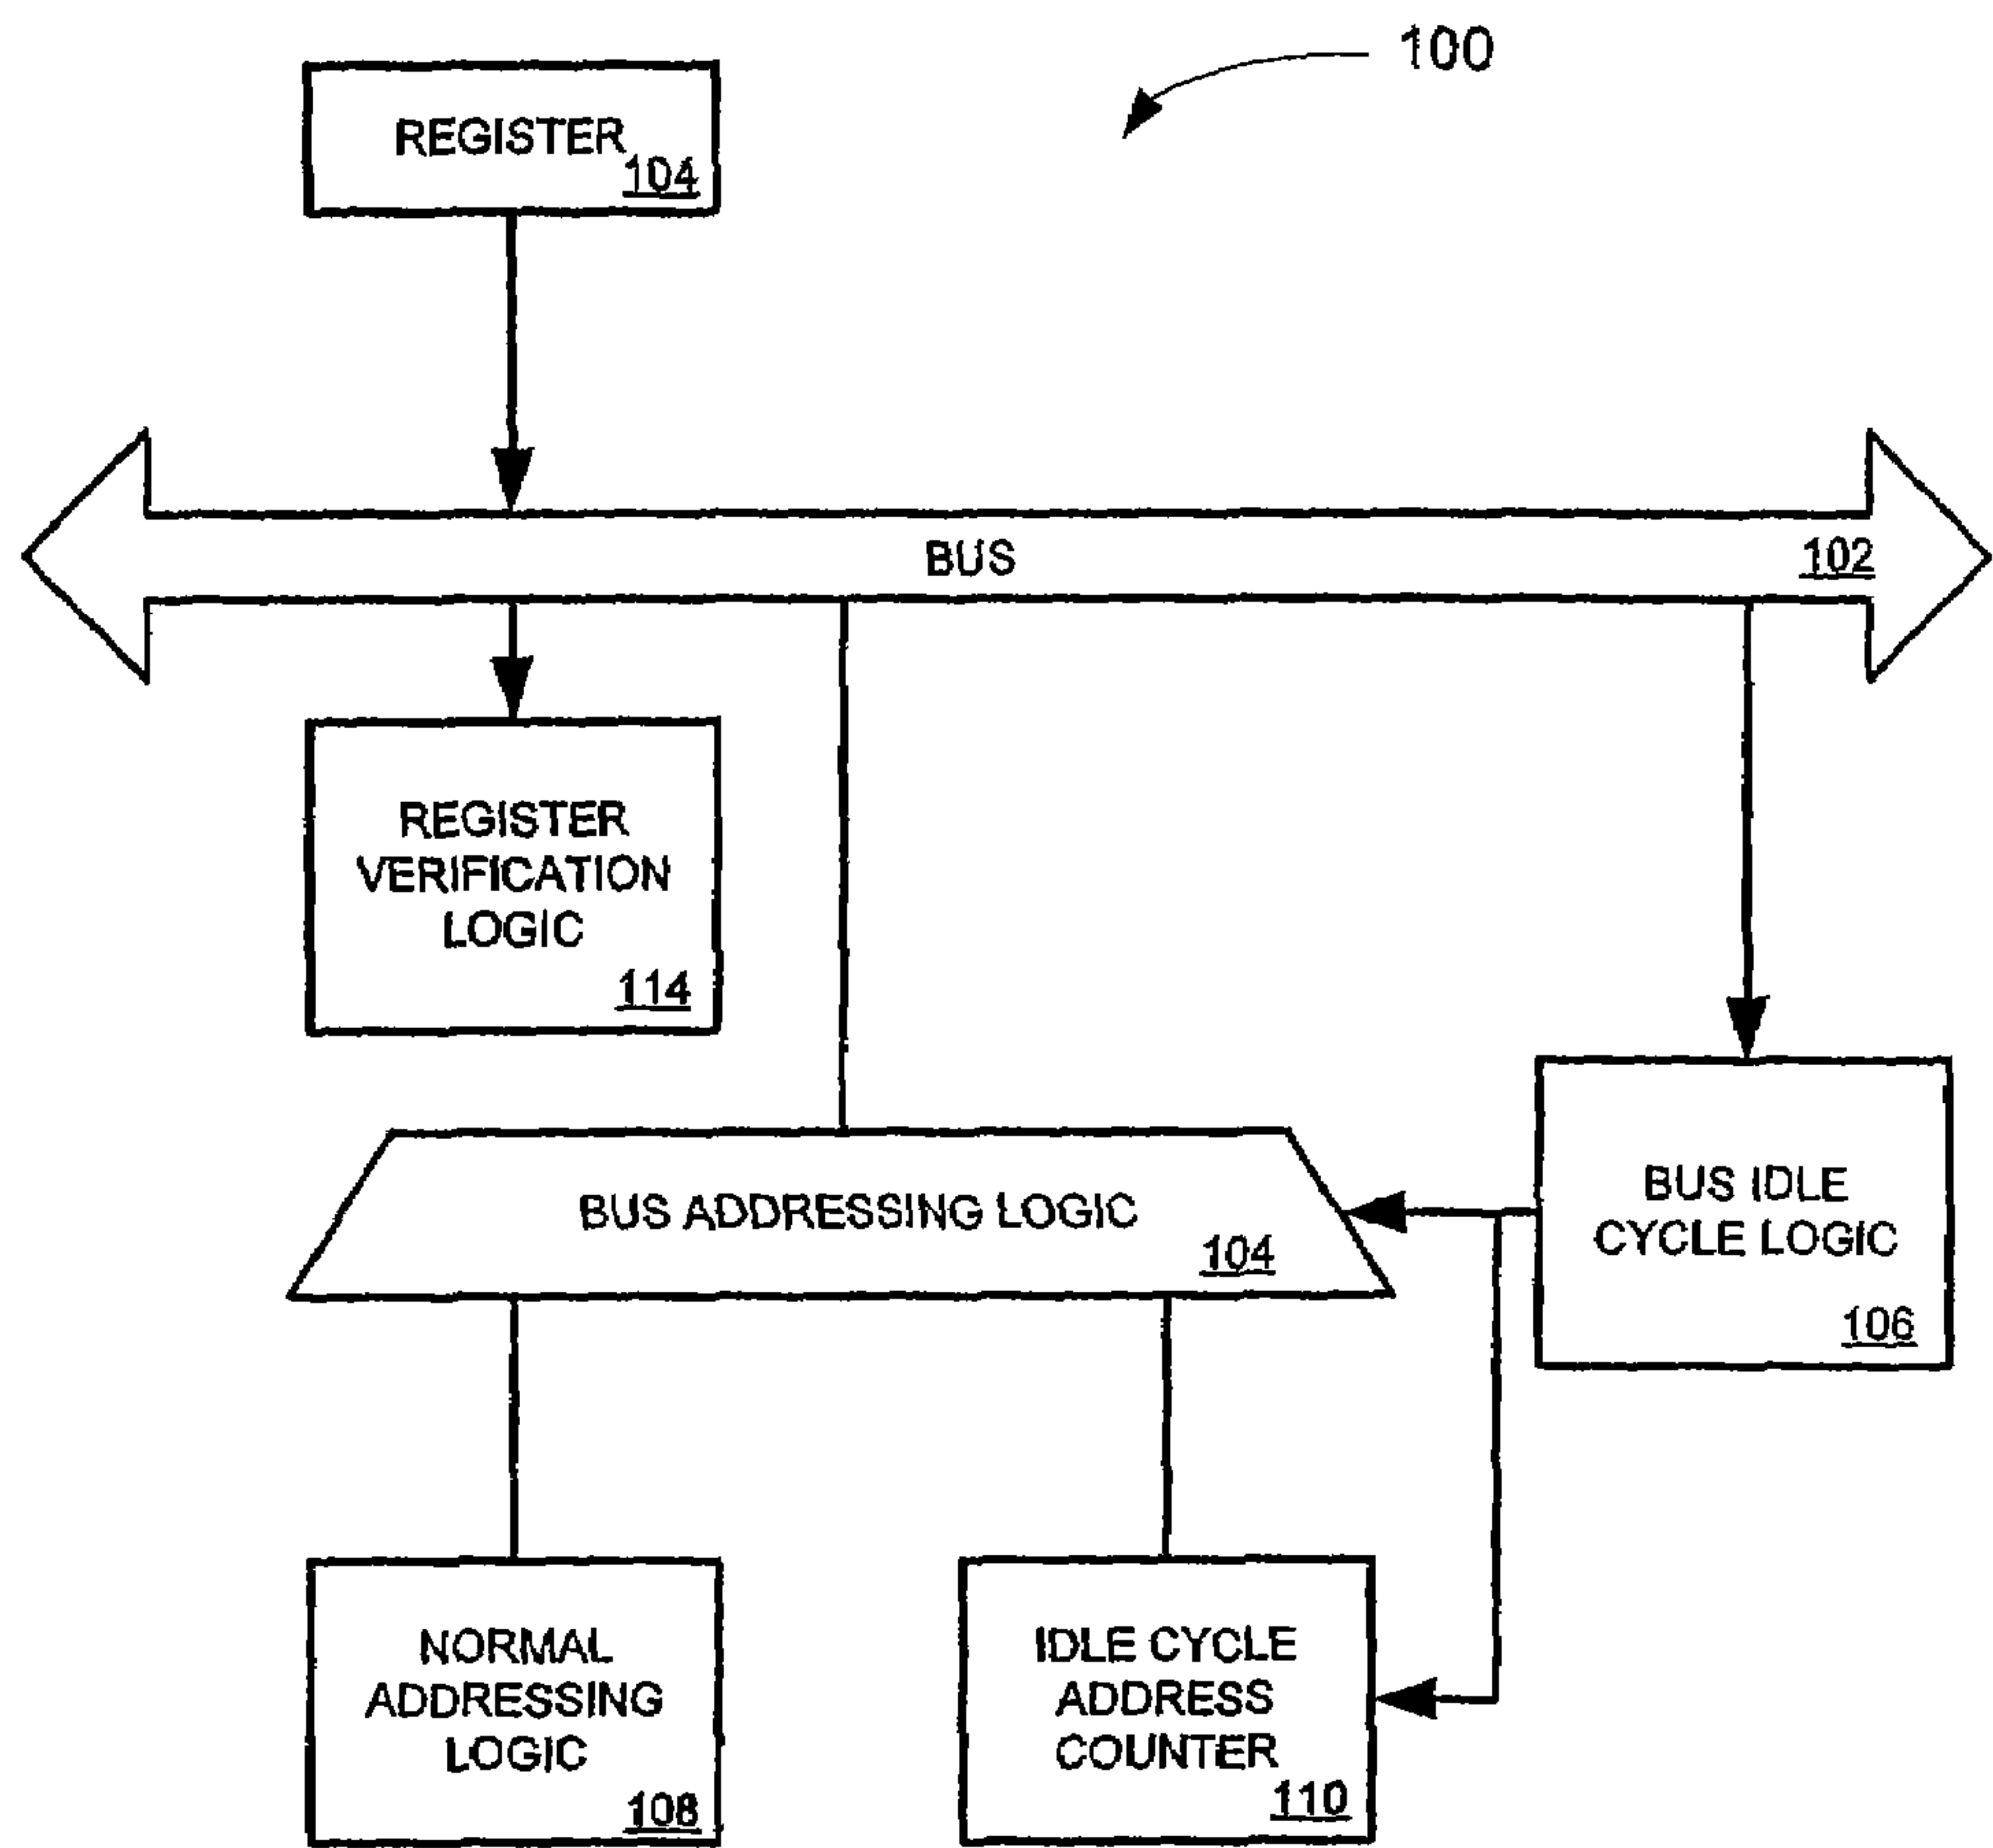 100
REGISTER
104
BUS
102
REGISTER
VERIFICATION
LOGIC
114
BUS ADDRESSING LOGIC
104
BUS IDLE
CYCLE LOGIC
106
NORMAL
ADDRESSING
LOGIC
108
IDLE CYCLE
ADDRESS
COUNTER
110